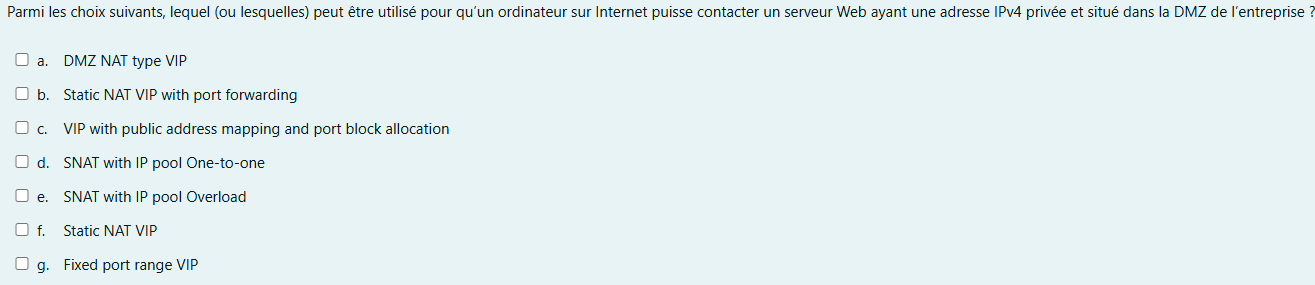 Parmi les choix suivants, lequel (ou lesquelles) peut être utilisé pour qu'un ordinateur sur Internet puisse contacter un serveur Web ayant une adresse IPv4 privée et situé dans la DMZ de l'entreprise ?
a. DMZ NAT type VIP
b. Static NAT VIP with port forwarding
c. VIP with public address mapping and port block allocation
d. SNAT with IP pool One-to-one
e. SNAT with IP pool Overload
f. Static NAT VIP
g. Fixed port range VIP